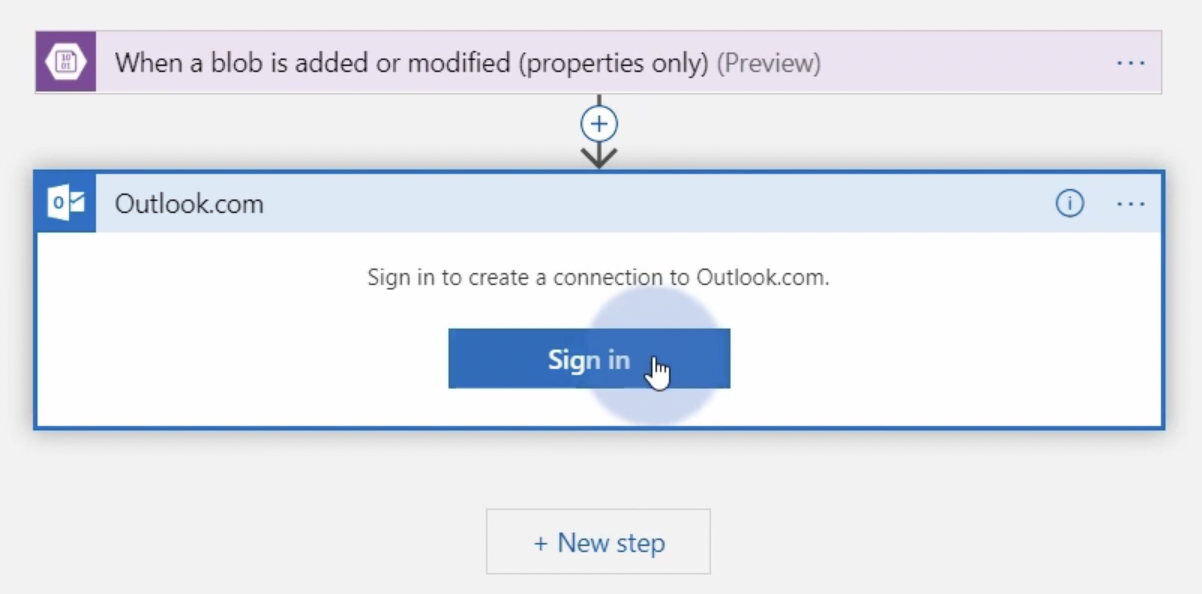 When a blob is added or modified (properties only) (Preview)
Outlook.com
Sign in to create a connection to Outlook.com.
Sign in
+ New step